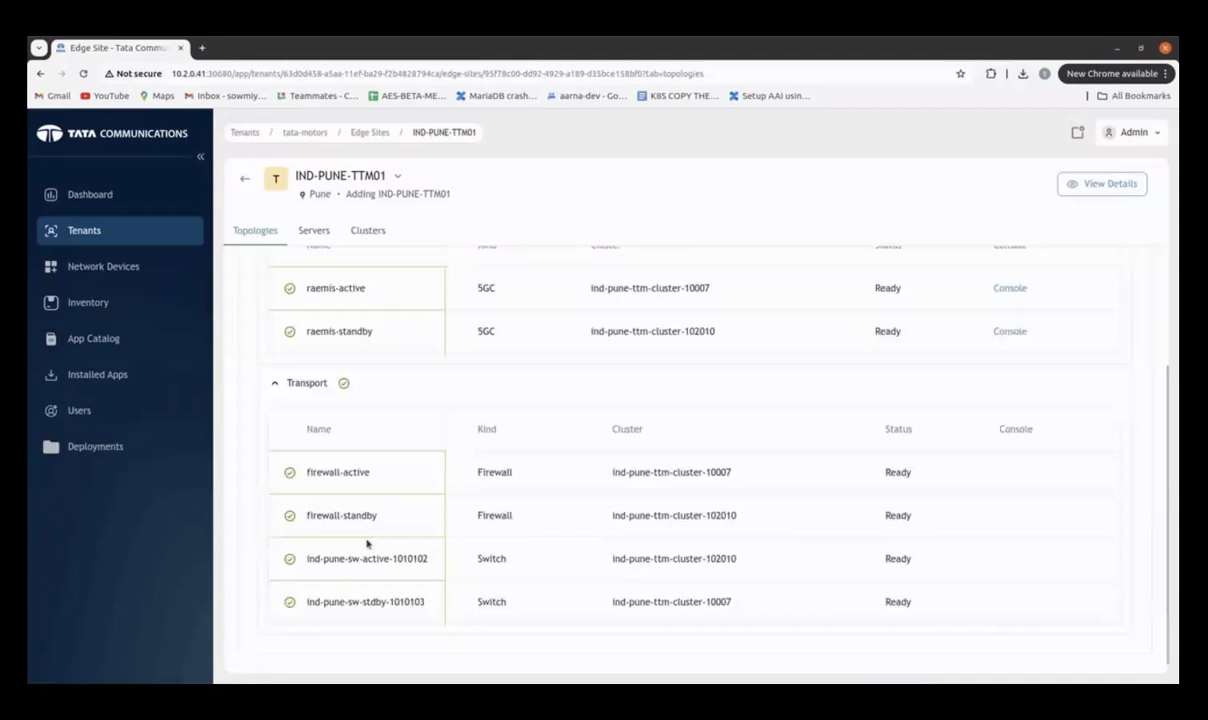 Edge Site - Tata Commu
Not secure 10.2.0.41:30680/app/tenants/63d0d458-a5aa-11ef-ba29-f2b4828794ca/edge-sites/95f78c00-dd92-4929-a189-d35bce158bf0?tab=topologies
New Chrome available
Gmail YouTube Maps Inbox - sowmiy... Teammates - C... AES-BETA-ME... MariaDB crash... aarna-dev - Go... K8S COPY THE... Setup AAI usin... All Bookmarks
TATA COMMUNICATIONS
Tenants / tata-motors / Edge Sites / IND-PUNE-TTM01
Admin
Dashboard
Tenants
Network Devices
Inventory
App Catalog
Installed Apps
Users
Deployments
T IND-PUNE-TTM01
Pune • Adding IND-PUNE-TTM01
View Details
Topologies Servers Clusters
raemis-active 5GC ind-pune-ttm-cluster-10007 Ready Console
raemis-standby 5GC ind-pune-ttm-cluster-102010 Ready Console
Transport
Name Kind Cluster Status Console
firewall-active Firewall ind-pune-ttm-cluster-10007 Ready
firewall-standby Firewall ind-pune-ttm-cluster-102010 Ready
ind-pune-sw-active-1010102 Switch ind-pune-ttm-cluster-102010 Ready
ind-pune-sw-stdby-1010103 Switch ind-pune-ttm-cluster-10007 Ready